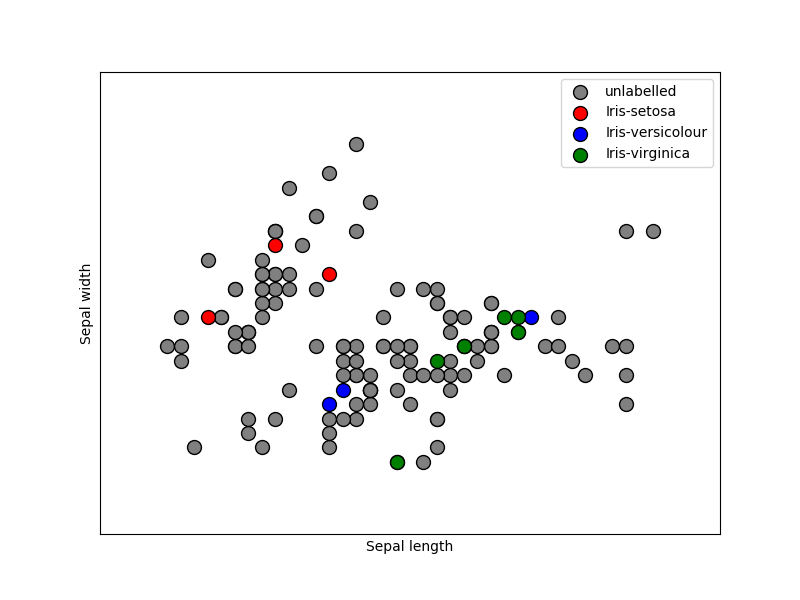 unlabelled
Iris-setosa
Iris-versicolour
Iris-virginica
Sepal width
Sepal length